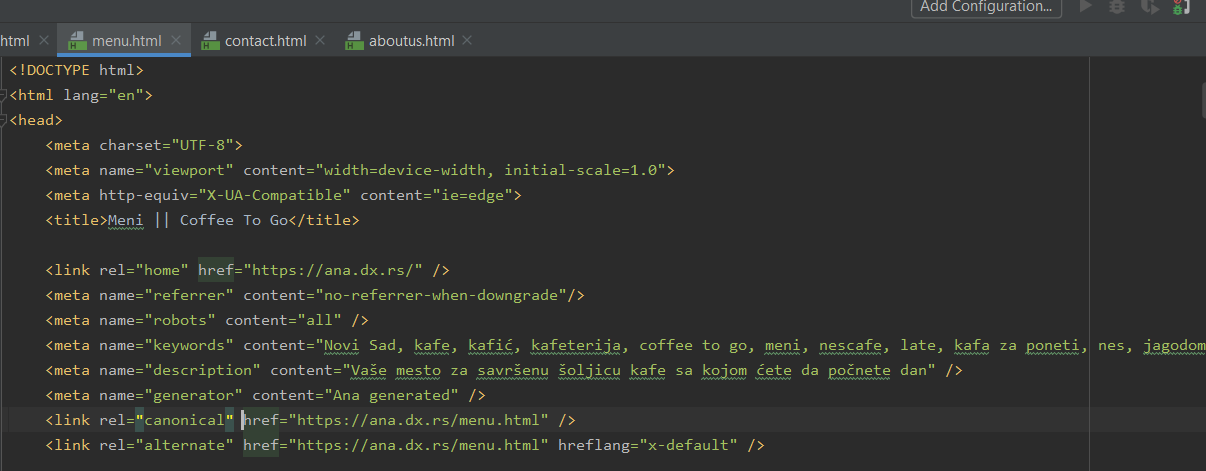 Add Configuration...
html menu.html contact.html aboutus.html
<!DOCTYPE html>
<html lang="en">
<head>
<meta charset="UTF-8">
<meta name="viewport" content="width=device-width, initial-scale=1.0">
<meta http-equiv="X-UA-Compatible" content="ie=edge">
<title>Meni || Coffee To Go</title>
<link rel="home" href="https://ana.dx.rs/" />
<meta name="referrer" content="no-referrer-when-downgrade"/>
<meta name="robots" content="all" />
<meta name="keywords" content="Novi Sad, kafe, kafić, kafeterija, coffee to go, meni, nescafe, late, kafa za poneti, nes, jagodom
<meta name="description" content="Vaše mesto za savršenu šoljicu kafe sa kojom ćete da počnete dan" />
<meta name="generator" content="Ana generated" />
<link rel="canonical" href="https://ana.dx.rs/menu.html" />
<link rel="alternate" href="https://ana.dx.rs/menu.html" hreflang="x-default" />